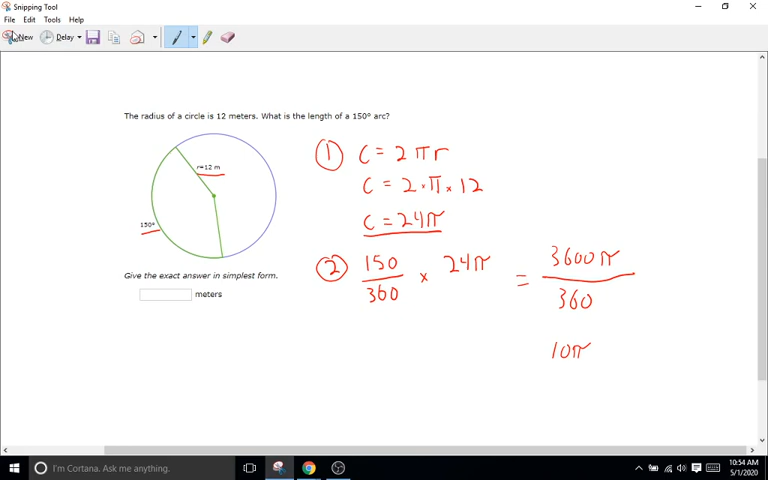 Snipping Tool
File Edit Tools Help
New Delay
The radius of a circle is 12 meters. What is the length of a 150° arc?
r=12 m
150°
Give the exact answer in simplest form.
meters
① C = 2πr
C = 2·π×12
C = 24π
② 150/360 × 24π = 3600π/360
10π
I'm Cortana. Ask me anything.
10:54 AM
5/1/2020